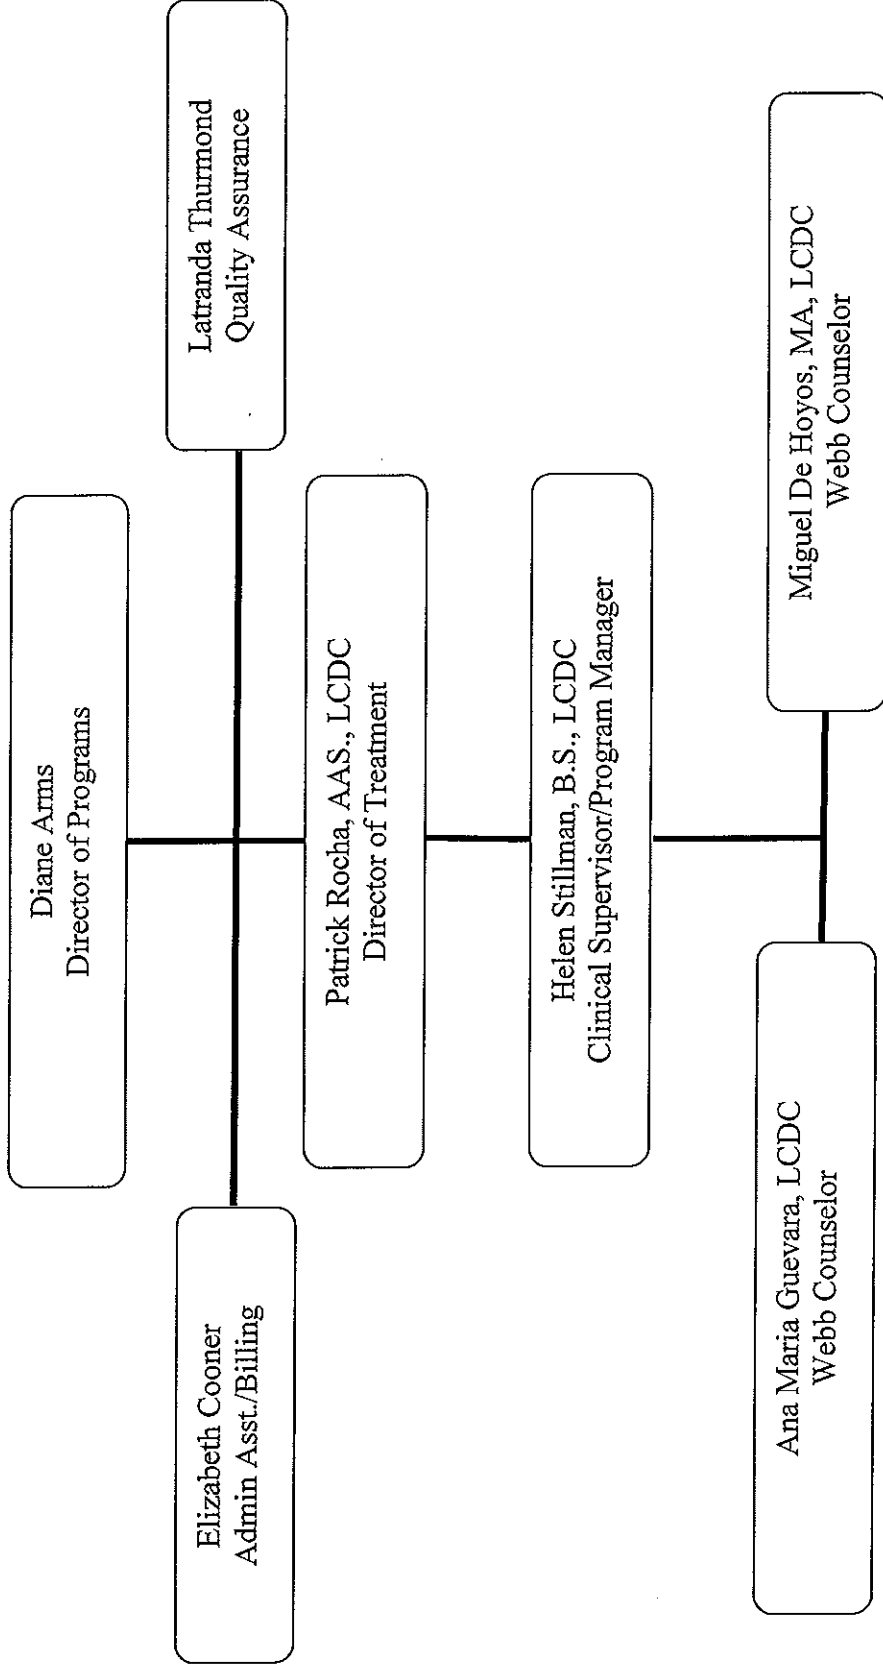 Diane Arms
Director of Programs
Elizabeth Cooner
Admin Asst./Billing
Latranda Thurmond
Quality Assurance
Patrick Rocha, AAS., LCDC
Director of Treatment
Helen Stillman, B.S., LCDC
Clinical Supervisor/Program Manager
Ana Maria Guevara, LCDC
Webb Counselor
Miguel De Hoyos, MA, LCDC
Webb Counselor